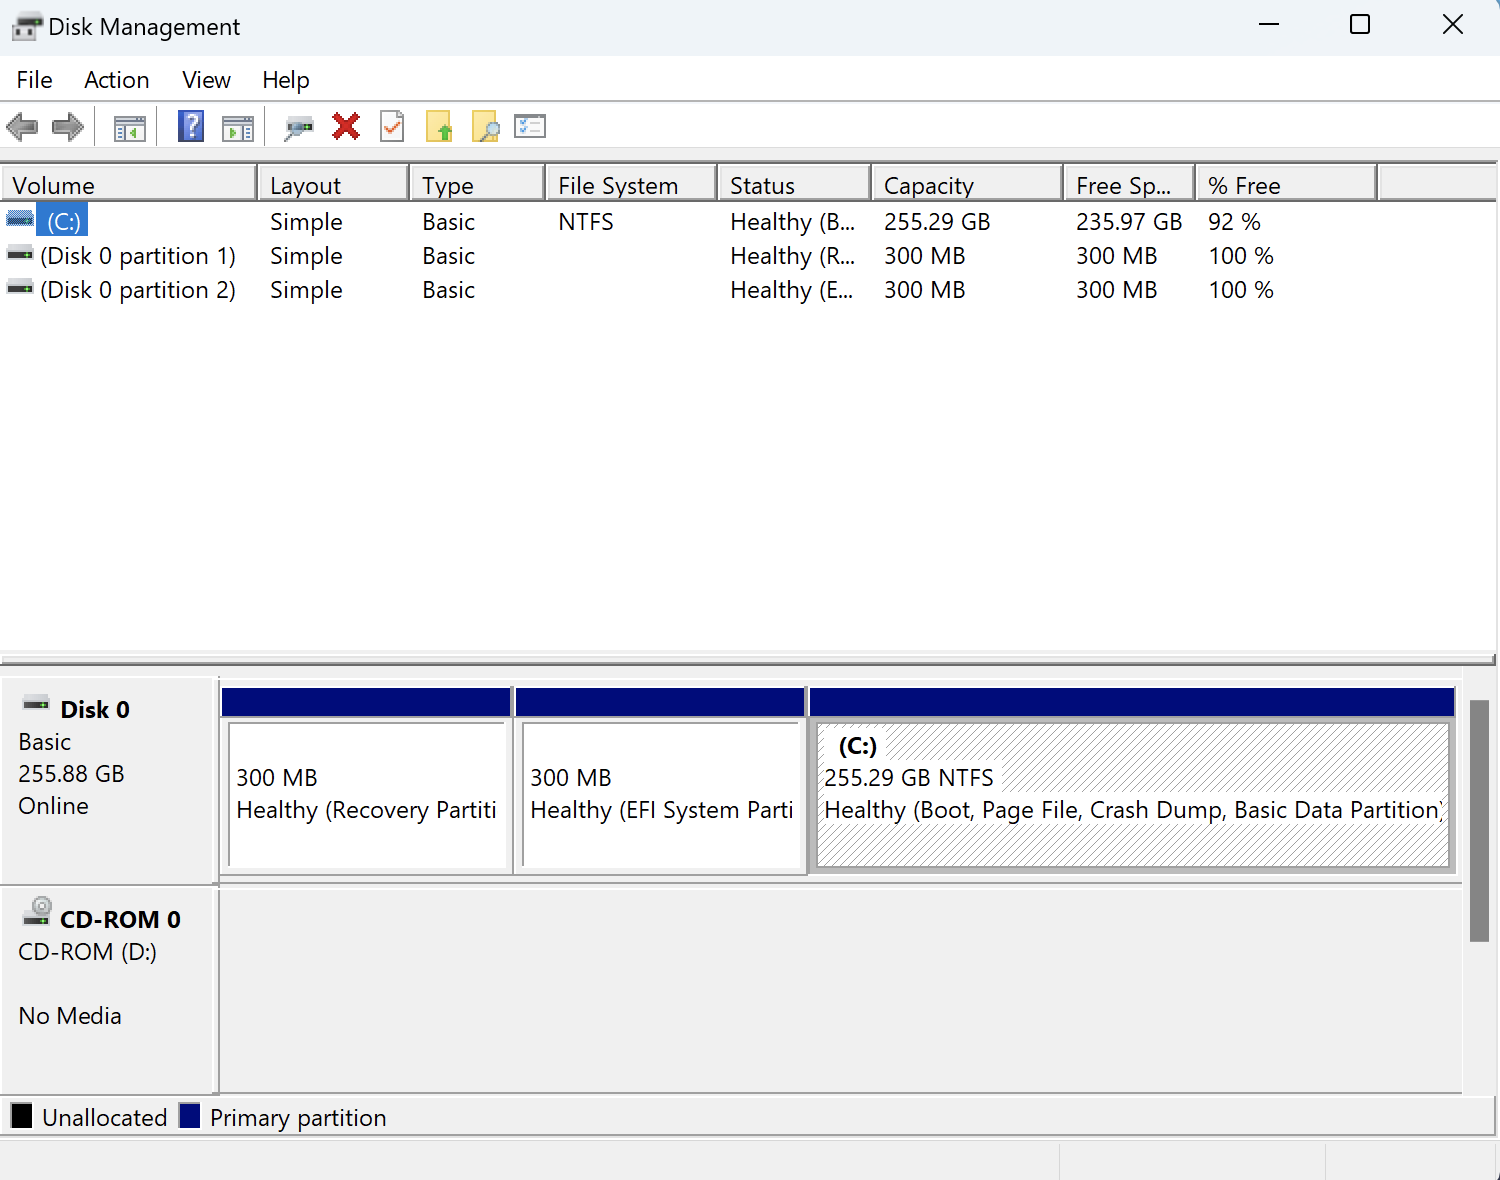 Disk Management
File Action View Help
Volume Layout Type File System Status Capacity Free Sp... % Free
(C:) Simple Basic NTFS Healthy (B... 255.29 GB 235.97 GB 92 %
(Disk 0 partition 1) Simple Basic Healthy (R... 300 MB 300 MB 100 %
(Disk 0 partition 2) Simple Basic Healthy (E... 300 MB 300 MB 100 %
Disk 0
Basic
255.88 GB
Online
300 MB
Healthy (Recovery Partiti
300 MB
Healthy (EFI System Parti
(C:)
255.29 GB NTFS
Healthy (Boot, Page File, Crash Dump, Basic Data Partition)
CD-ROM 0
CD-ROM (D:)
No Media
Unallocated Primary partition